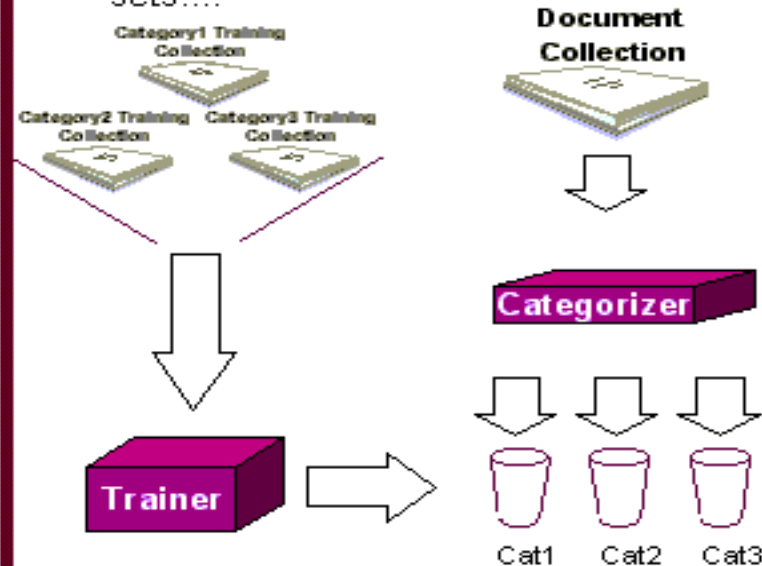 Category1 Training
Collection
Category2 Training
Collection
Category3 Training
Collection
Document
Collection
Categorizer
Trainer
Cat1
Cat2
Cat3